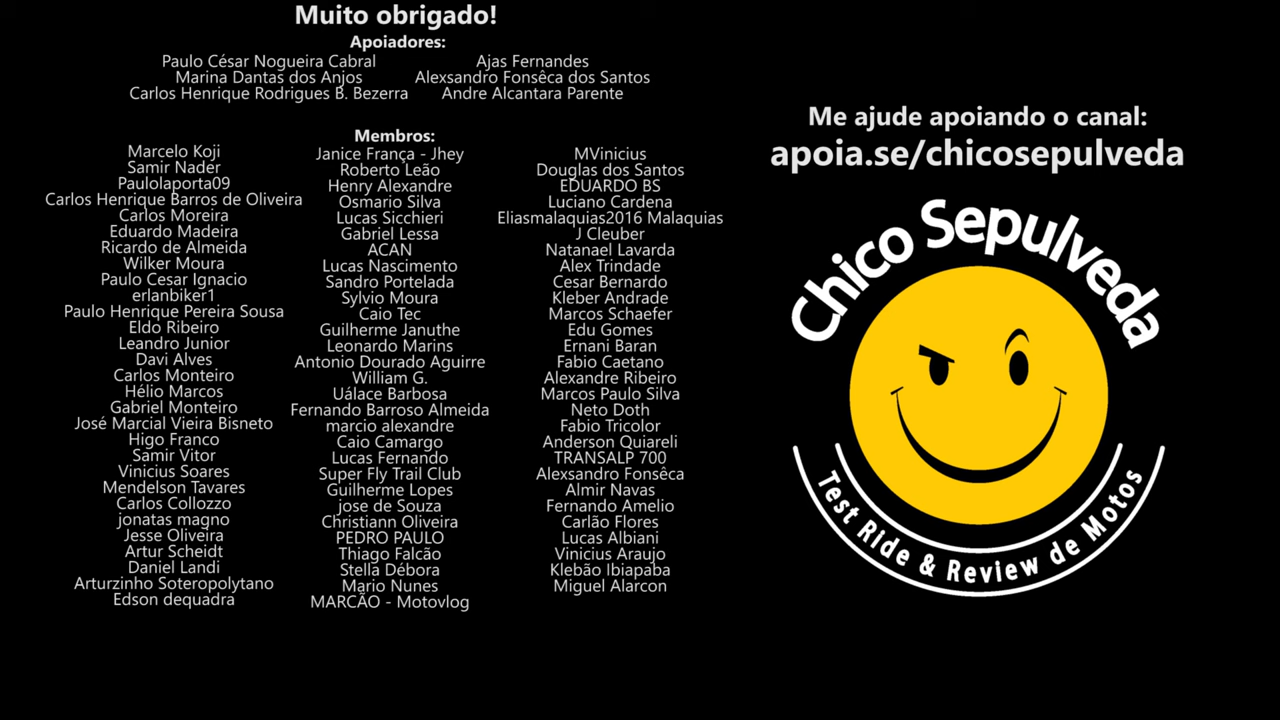 Muito obrigado!
Apoiadores:
Paulo César Nogueira Cabral
Marina Dantas dos Anjos
Carlos Henrique Rodrigues B. Bezerra
Ajas Fernandes
Alexsandro Fonsêca dos Santos
Andre Alcantara Parente
Membros:
Marcelo Koji
Samir Nader
Paulolaporta09
Carlos Henrique Barros de Oliveira
Carlos Moreira
Eduardo Madeira
Ricardo de Almeida
Wilker Moura
Paulo Cesar Ignacio
erlanbiker1
Paulo Henrique Pereira Sousa
Eldo Ribeiro
Leandro Junior
Davi Alves
Carlos Monteiro
Hélio Marcos
Gabriel Monteiro
José Marcial Vieira Bisneto
Higo Franco
Samir Vitor
Vinicius Soares
Mendelson Tavares
Carlos Collozzo
jonatas magno
Jesse Oliveira
Artur Scheidt
Daniel Landi
Arturzinho Soteropolytano
Edson dequadra
Janice França - Jhey
Roberto Leão
Henry Alexandre
Osmario Silva
Lucas Sicchieri
Gabriel Lessa
ACAN
Lucas Nascimento
Sandro Portelada
Sylvio Moura
Caio Tec
Guilherme Januthe
Leonardo Marins
Antonio Dourado Aguirre
William G.
Uálace Barbosa
Fernando Barroso Almeida
marcio alexandre
Caio Camargo
Lucas Fernando
Super Fly Trail Club
Guilherme Lopes
jose de Souza
Christiann Oliveira
PEDRO PAULO
Thiago Falcão
Stella Débora
Mario Nunes
MARCÃO - Motovlog
MVinicius
Douglas dos Santos
EDUARDO BS
Luciano Cardena
Eliasmalaquias2016 Malaquias
J Cleuber
Natanael Lavarda
Alex Trindade
Cesar Bernardo
Kleber Andrade
Marcos Schaefer
Edu Gomes
Ernani Baran
Fabio Caetano
Alexandre Ribeiro
Marcos Paulo Silva
Neto Doth
Fabio Tricolor
Anderson Quiareli
TRANSALP 700
Alexsandro Fonsêca
Almir Navas
Fernando Amelio
Carlão Flores
Lucas Albiani
Vinicius Araujo
Klebão Ibiapaba
Miguel Alarcon
Me ajude apoiando o canal:
apoia.se/chicosepulveda
Chico Sepulveda
Test Ride & Review de Motos